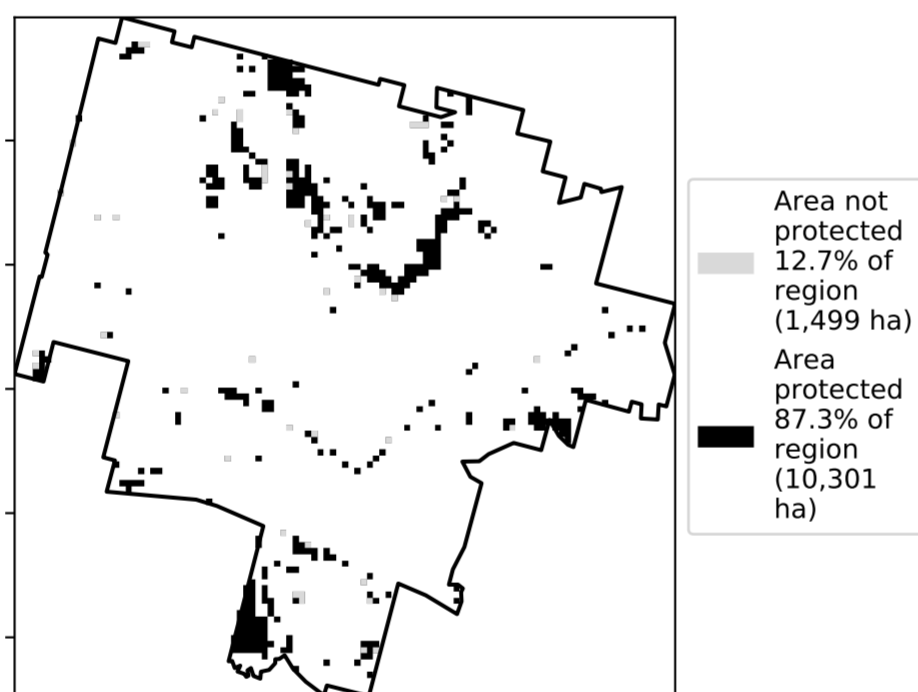 Area not
protected
12.7% of
region
(1,499 ha)
Area
protected
87.3% of
region
(10,301
ha)